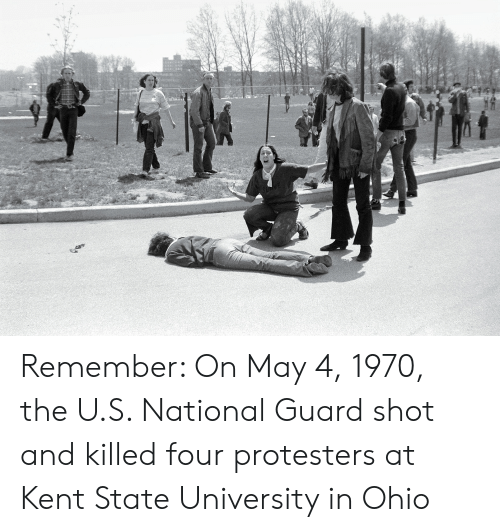 Remember: On May 4, 1970,
the U.S. National Guard shot
and killed four protesters at
Kent State University in Ohio